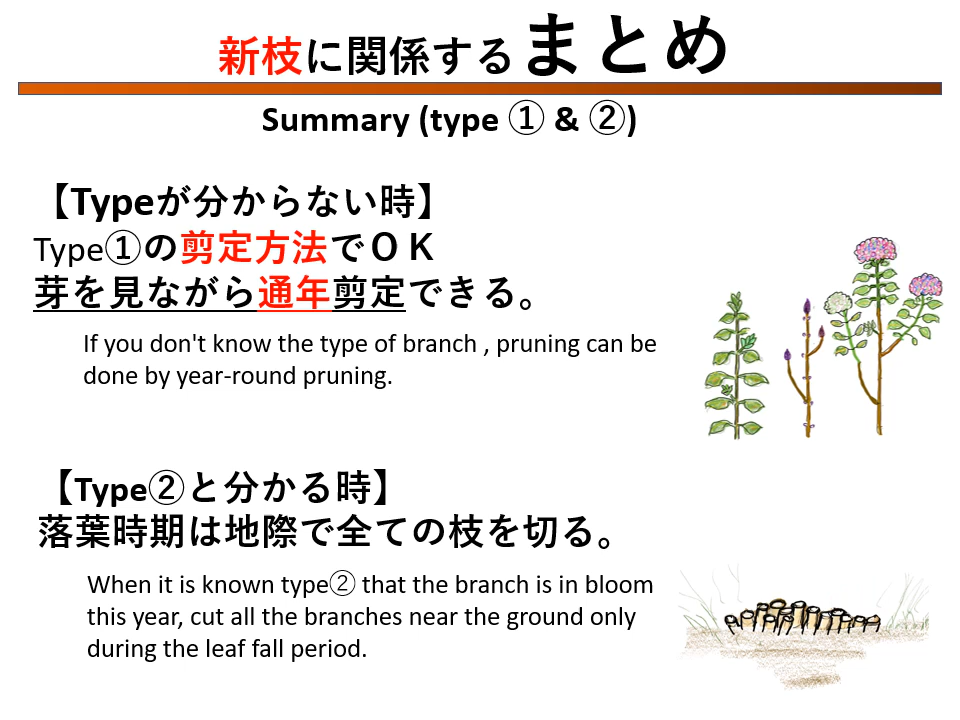 新枝に関係するまとめ
Summary (type ① & ②)
【Typeが分からない時】
Type①の剪定方法でＯＫ
芽を見ながら通年剪定できる。
If you don't know the type of branch , pruning can be
done by year-round pruning.
【Type②と分かる時】
落葉時期は地際で全ての枝を切る。
When it is known type② that the branch is in bloom
this year, cut all the branches near the ground only
during the leaf fall period.